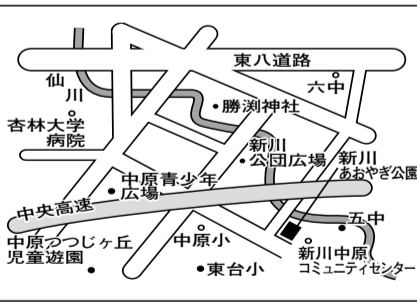 東八道路
仙川
六中
勝渕神社
杏林大学
病院
新川
公団広場
新川
あおやぎ公園
中原青少年
広場
中央高速
五中
中原つつじヶ丘
児童遊園
中原小
新川中原
コミュニティセンター
東台小